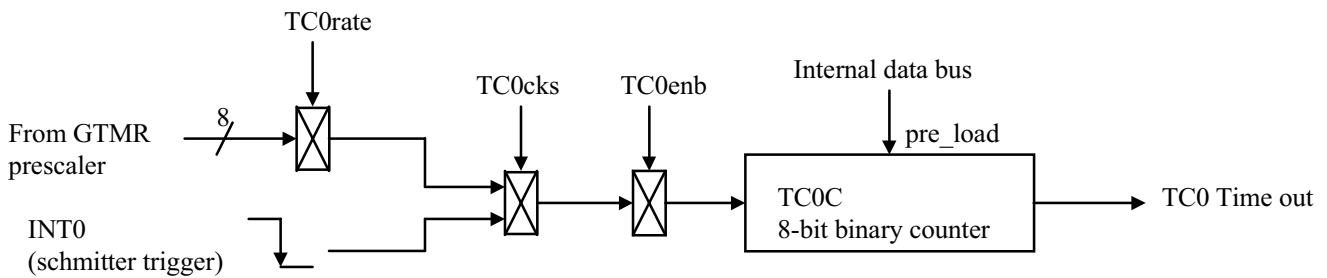 TC0rate
Internal data bus
TC0cks
TC0enb
8
From GTMR
prescaler
pre_load
TC0C
8-bit binary counter
TC0 Time out
INT0
(schmitter trigger)